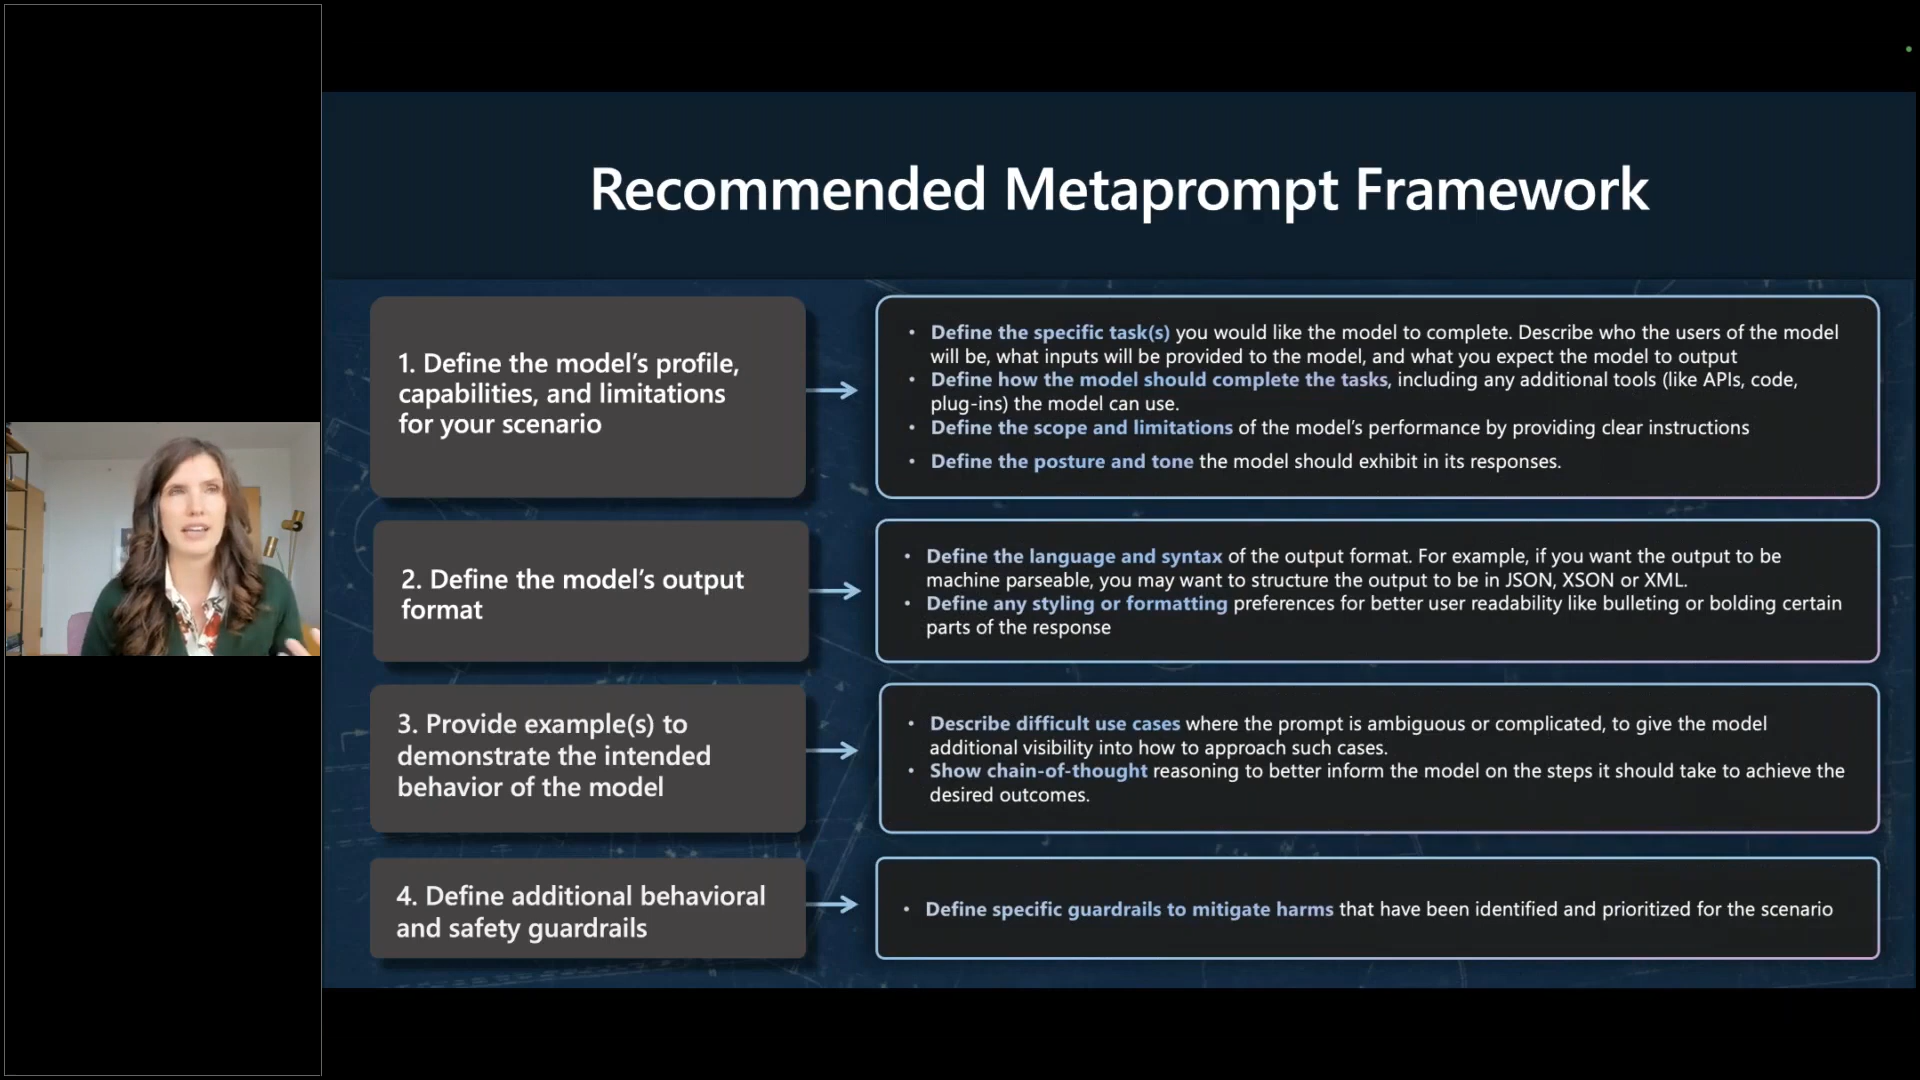 Recommended Metaprompt Framework
1. Define the model’s profile,
capabilities, and limitations
for your scenario
• Define the specific task(s) you would like the model to complete. Describe who the users of the model
will be, what inputs will be provided to the model, and what you expect the model to output
• Define how the model should complete the tasks, including any additional tools (like APIs, code,
plug-ins) the model can use.
• Define the scope and limitations of the model’s performance by providing clear instructions
• Define the posture and tone the model should exhibit in its responses.
2. Define the model’s output
format
• Define the language and syntax of the output format. For example, if you want the output to be
machine parseable, you may want to structure the output to be in JSON, XSON or XML.
• Define any styling or formatting preferences for better user readability like bulleting or bolding certain
parts of the response
3. Provide example(s) to
demonstrate the intended
behavior of the model
• Describe difficult use cases where the prompt is ambiguous or complicated, to give the model
additional visibility into how to approach such cases.
• Show chain-of-thought reasoning to better inform the model on the steps it should take to achieve the
desired outcomes.
4. Define additional behavioral
and safety guardrails
• Define specific guardrails to mitigate harms that have been identified and prioritized for the scenario